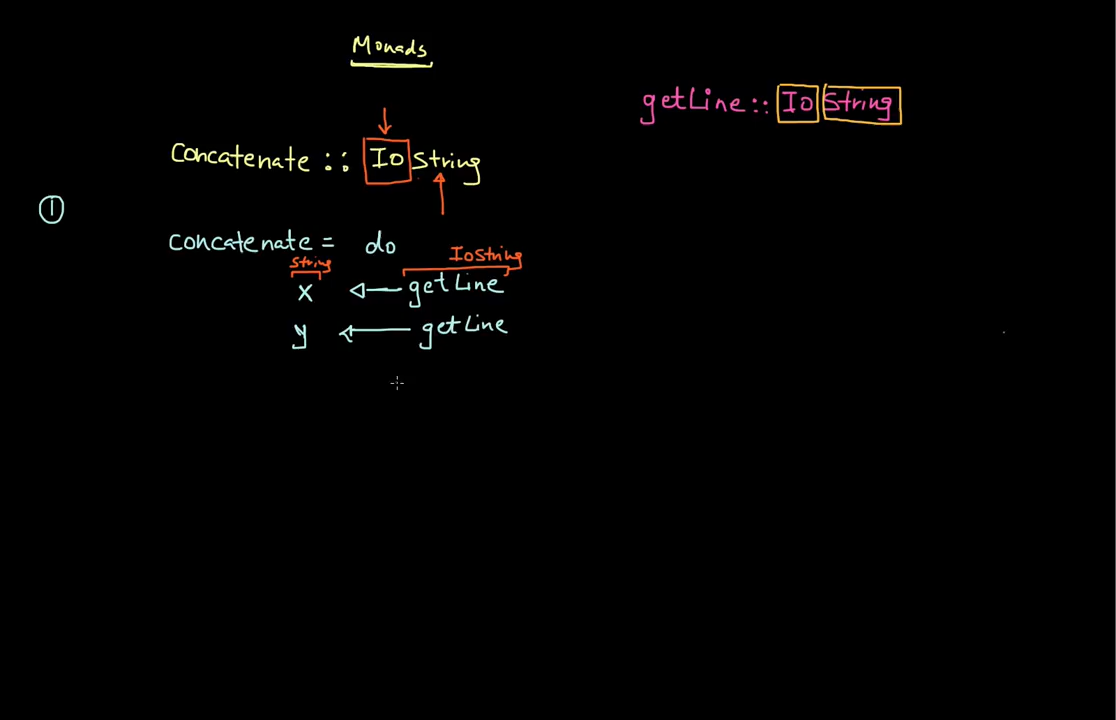 Monads
getLine :: Io String
Concatenate :: Io String
①
concatenate = do
String
IoString
x ← getLine
y ← getLine